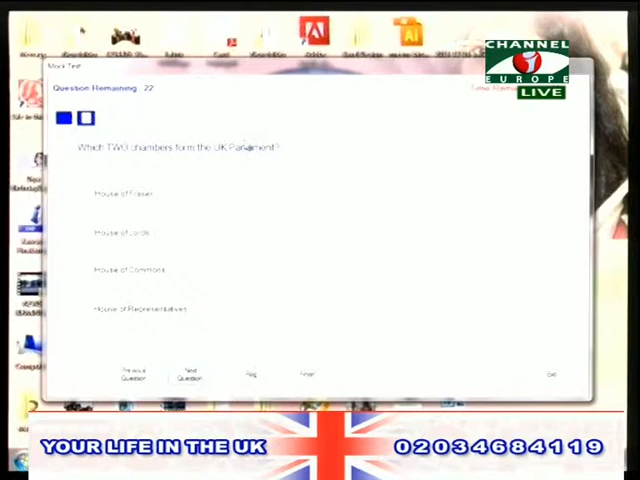 CHANNEL
i
EUROPE
LIVE
Mock Test
Question Remaining 22
Which TWO chambers form the UK Parliament?
House of Fraser
House of Lords
House of Commons
House of Representatives
Previous Question
Next Question
Flag
Finish
Exit
YOUR LIFE IN THE UK
02034684119